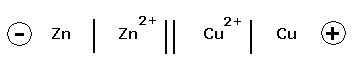 ⊖ Zn | Zn²⁺ || Cu²⁺ | Cu ⊕